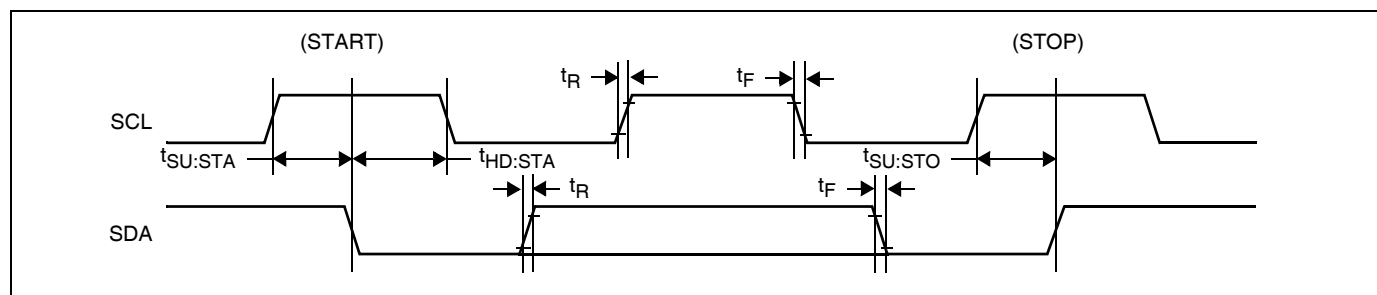 (START) (STOP)
tR tF
SCL
tSU:STA tHD:STA tSU:STO
tR tF
SDA